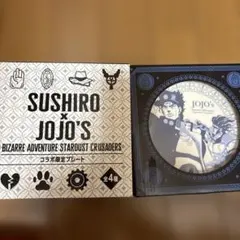 SUSHIRO
×
JOJO'S
BIZARRE ADVENTURE STARDUST CRUSADERS
コラボ限定プレート
全4種
JOJO's